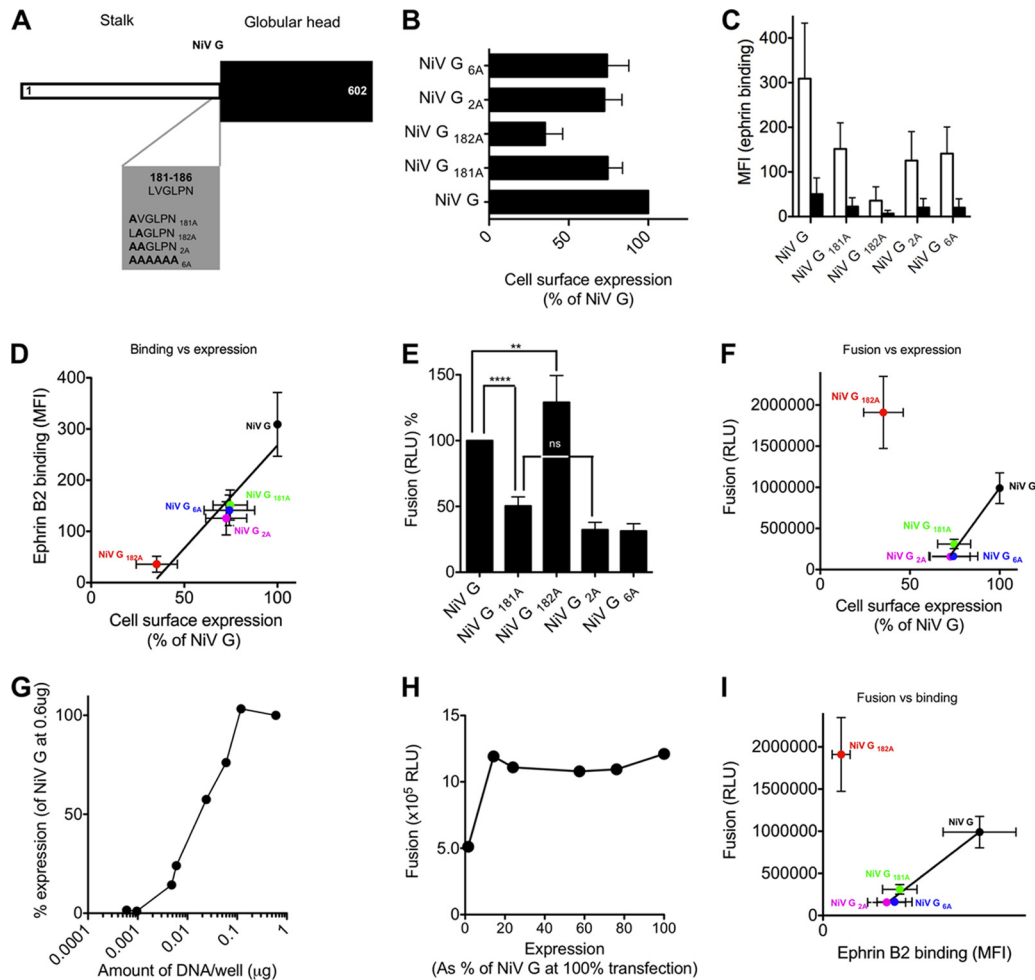 A
Stalk
Globular head
NiV G
1
602
181-186
LVGLPN
AVGLPN 181A
LAGLPN 182A
AAGLPN 2A
AAAAAA 6A
B
NiV G 6A
NiV G 2A
NiV G 182A
NiV G 181A
NiV G
0
50
100
Cell surface expression
(% of NiV G)
C
MFI (ephrin binding)
400
300
200
100
0
NiV G
NiV G 181A
NiV G 182A
NiV G 2A
NiV G 6A
D
Binding vs expression
Ephrin B2 binding (MFI)
400
300
200
100
0
NiV G
NiV G 181A
NiV G 6A
NiV G 2A
NiV G 182A
0
50
100
Cell surface expression
(% of NiV G)
E
Fusion (RLU) %
150
100
50
0
**
****
ns
NiV G
NiV G 181A
NiV G 182A
NiV G 2A
NiV G 6A
F
Fusion vs expression
Fusion (RLU)
2000000
1500000
1000000
500000
0
NiV G 182A
NiV G
NiV G 181A
NiV G 2A
NiV G 6A
0
50
100
Cell surface expression
(% of NiV G)
G
% expression (of NiV G at 0.6ug)
100
50
0
0.0001
0.001
0.01
0.1
1
Amount of DNA/well (μg)
H
Fusion (x10⁵ RLU)
15
10
5.0
0
0
20
40
60
80
100
Expression
(As % of NiV G at 100% transfection)
I
Fusion vs binding
Fusion (RLU)
2000000
1500000
1000000
500000
0
NiV G 182A
NiV G
NiV G 181A
NiV G 2A
NiV G 6A
0
Ephrin B2 binding (MFI)